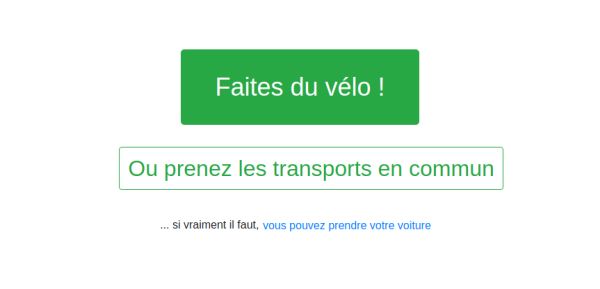 Faites du vélo !
Ou prenez les transports en commun
... si vraiment il faut, vous pouvez prendre votre voiture